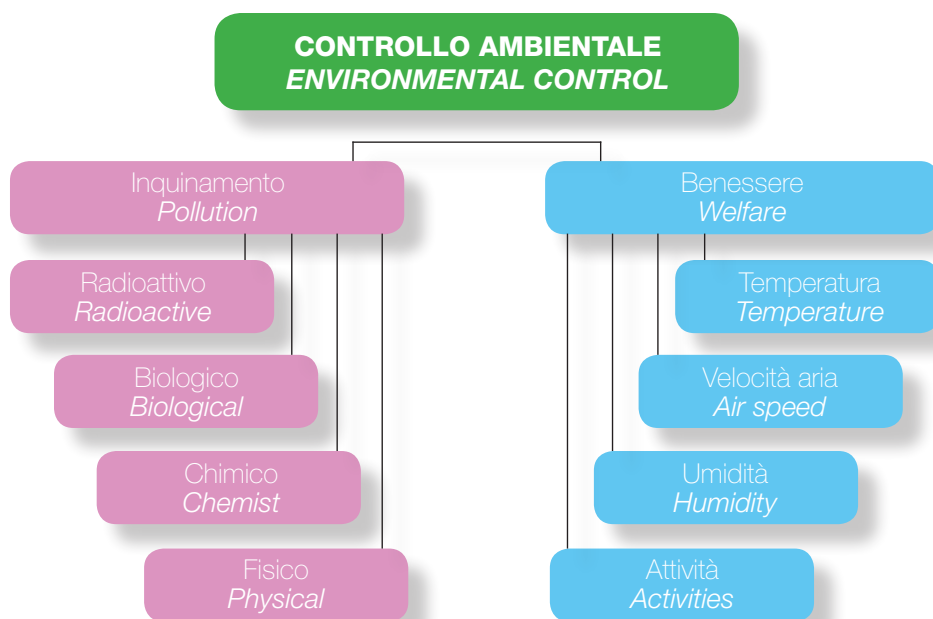 CONTROLLO AMBIENTALE
ENVIRONMENTAL CONTROL
Inquinamento
Pollution
Benessere
Welfare
Radioattivo
Radioactive
Temperatura
Temperature
Biologico
Biological
Velocità aria
Air speed
Chimico
Chemist
Umidità
Humidity
Fisico
Physical
Attività
Activities